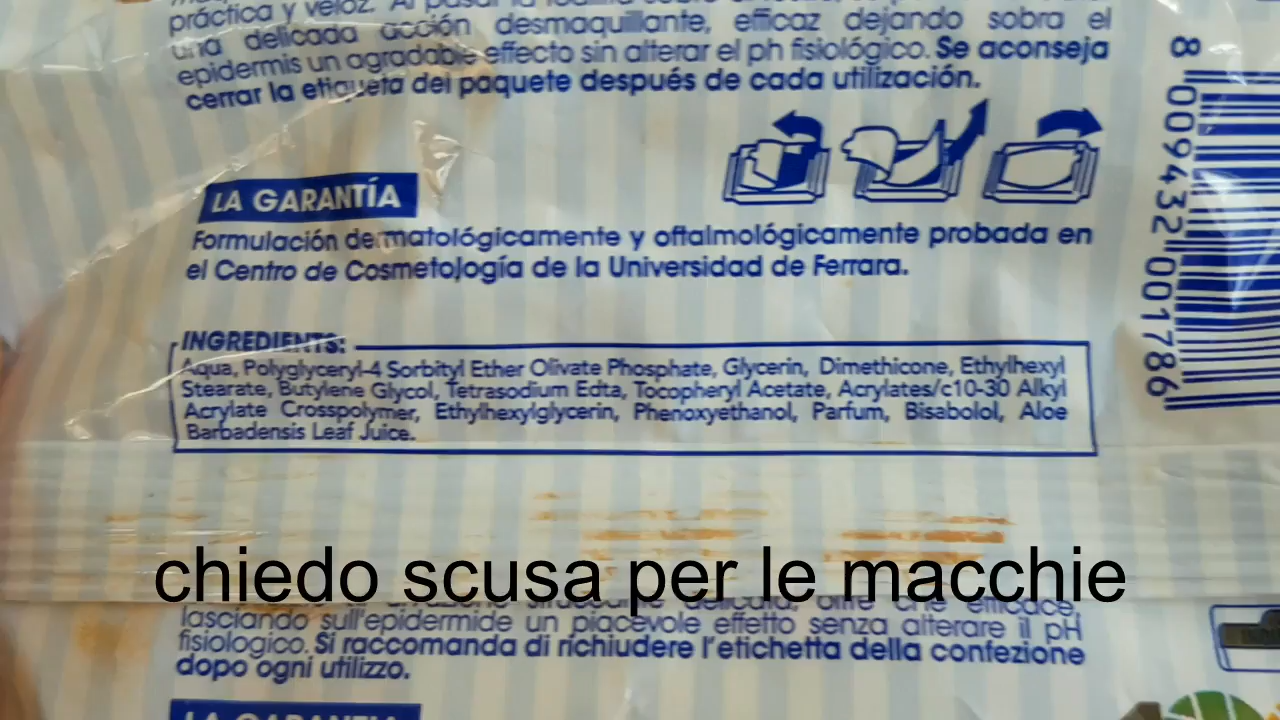 práctica y veloz. Al
una delicada acción desmaquillante, efficaz dejando sobra el
epidermis un agradable effecto sin alterar el ph fisiológico. Se aconseja
cerrar la etiqueta del paquete después de cada utilización.
LA GARANTÍA
Formulación dermatológicamente y oftalmológicamente probada en
el Centro de Cosmetología de la Universidad de Ferrara.
INGREDIENTS:
Aqua, Polyglyceryl-4 Sorbityl Ether Olivate Phosphate, Glycerin, Dimethicone, Ethylhexyl
Stearate, Butylene Glycol, Tetrasodium Edta, Tocopheryl Acetate, Acrylates/c10-30 Alkyl
Acrylate Crosspolymer, Ethylhexylglycerin, Phenoxyethanol, Parfum, Bisabolol, Aloe
Barbadensis Leaf Juice.
8 009432 001786
chiedo scusa per le macchie
delicata, oltre che efficace,
lasciando sull'epidermide un piacevole effetto senza alterare il pH
fisiologico. Si raccomanda di richiudere l'etichetta della confezione
dopo ogni utilizzo.